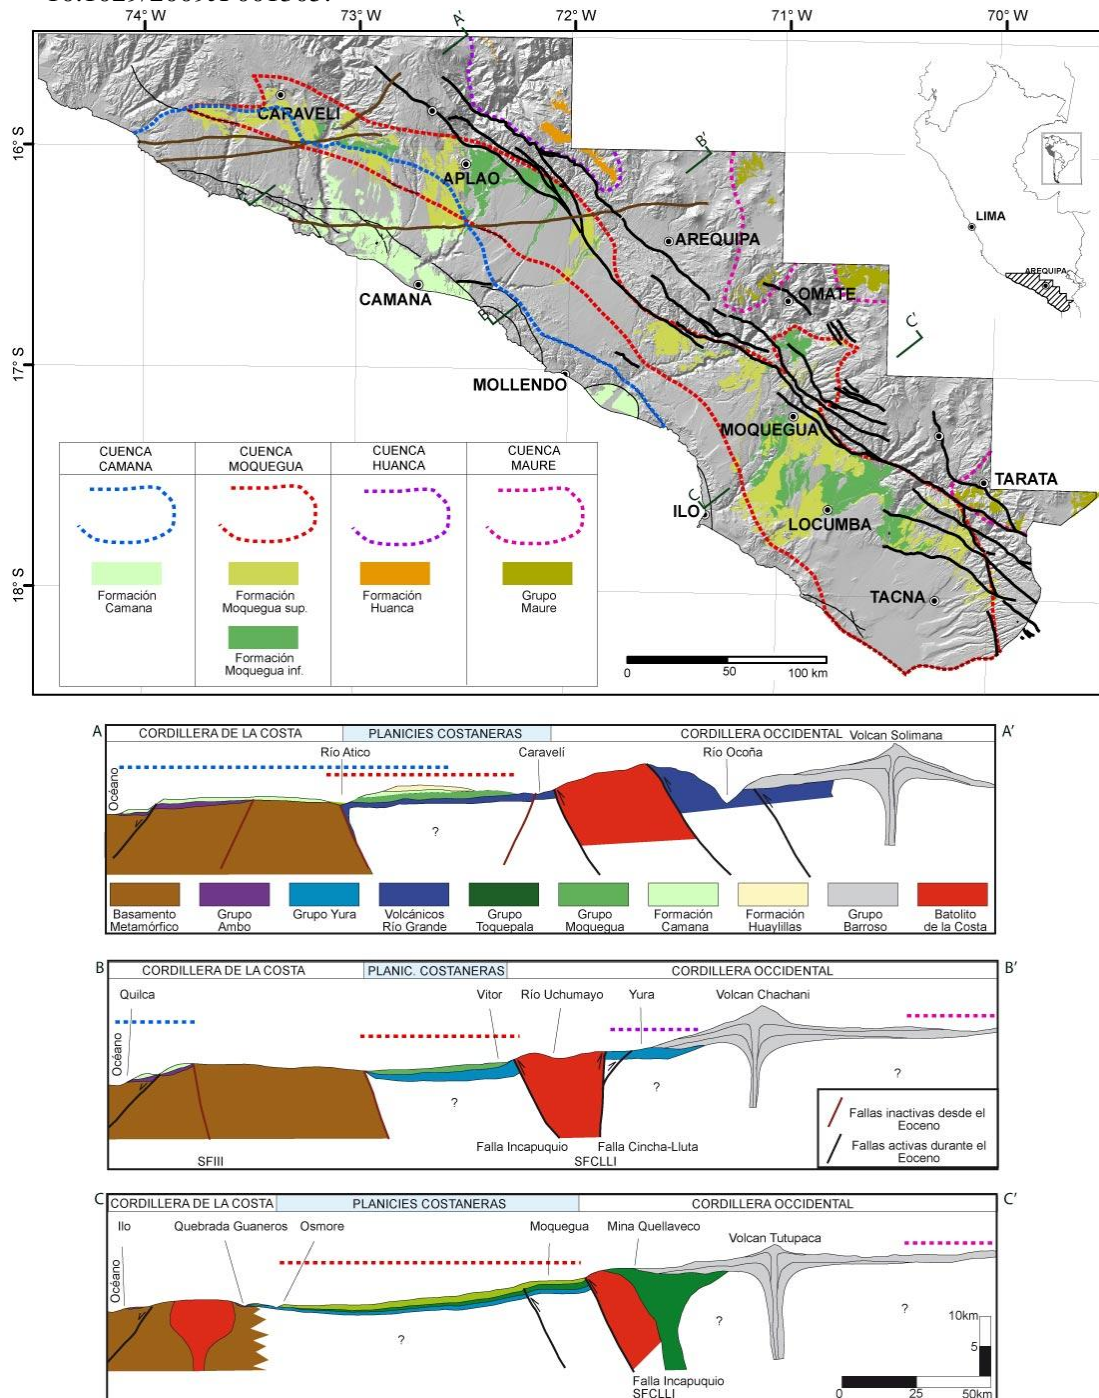 10.1029/2009JF001503.
74° W 73° W 72° W 71° W 70° W
A'
CARAVELI
16° S
B'
APLAO
A
LIMA
AREQUIPA
AREQUIPA
CAMANA
OMATE
B
C'
17° S
MOLLENDO
MOQUEGUA
TARATA
C
ILO
LOCUMBA
18° S
TACNA
CUENCA CAMANA
CUENCA MOQUEGUA
CUENCA HUANCA
CUENCA MAURE
Formación Camana
Formación Moquegua sup.
Formación Huanca
Grupo Maure
Formación Moquegua inf.
0 50 100 km
A A'
CORDILLERA DE LA COSTA PLANICIES COSTANERAS CORDILLERA OCCIDENTAL Volcan Solimana
Río Atico Caravelí Río Ocoña
Océano
?
Basamento Metamórfico
Grupo Ambo
Grupo Yura
Volcánicos Río Grande
Grupo Toquepala
Grupo Moquegua
Formación Camana
Formación Huaylillas
Grupo Barroso
Batolito de la Costa
B B'
CORDILLERA DE LA COSTA PLANIC. COSTANERAS CORDILLERA OCCIDENTAL
Quilca Vitor Río Uchumayo Yura Volcan Chachani
Océano
? ? ?
Fallas inactivas desde el Eoceno
Fallas activas durante el Eoceno
Falla Incapuquio Falla Cincha-Lluta
SFIII SFCLLI
C C'
CORDILLERA DE LA COSTA PLANICIES COSTANERAS CORDILLERA OCCIDENTAL
Ilo Quebrada Guaneros Osmore Moquegua Mina Quellaveco
Volcan Tutupaca
Océano
? ? ?
10km
5
Falla Incapuquio
SFCLLI
0 25 50km